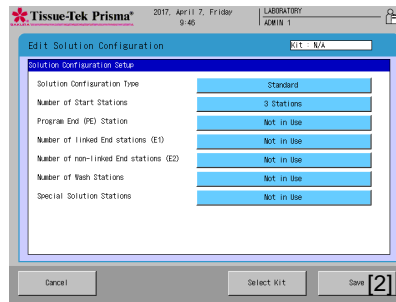 Tissue-Tek Prisma®
2017, April 7, Friday
9:46
LABORATORY
ADMIN 1
SAKURA
Edit Solution Configuration
Kit : N/A
Solution Configuration Setup
Solution Configuration Type
Standard
Number of Start Stations
3 Stations
Program End (PE) Station
Not in Use
Number of linked End stations (E1)
Not in Use
Number of non-linked End stations (E2)
Not in Use
Number of Wash Stations
Not in Use
Special Solution Stations
Not in Use
Cancel
Select Kit
Save
[2]